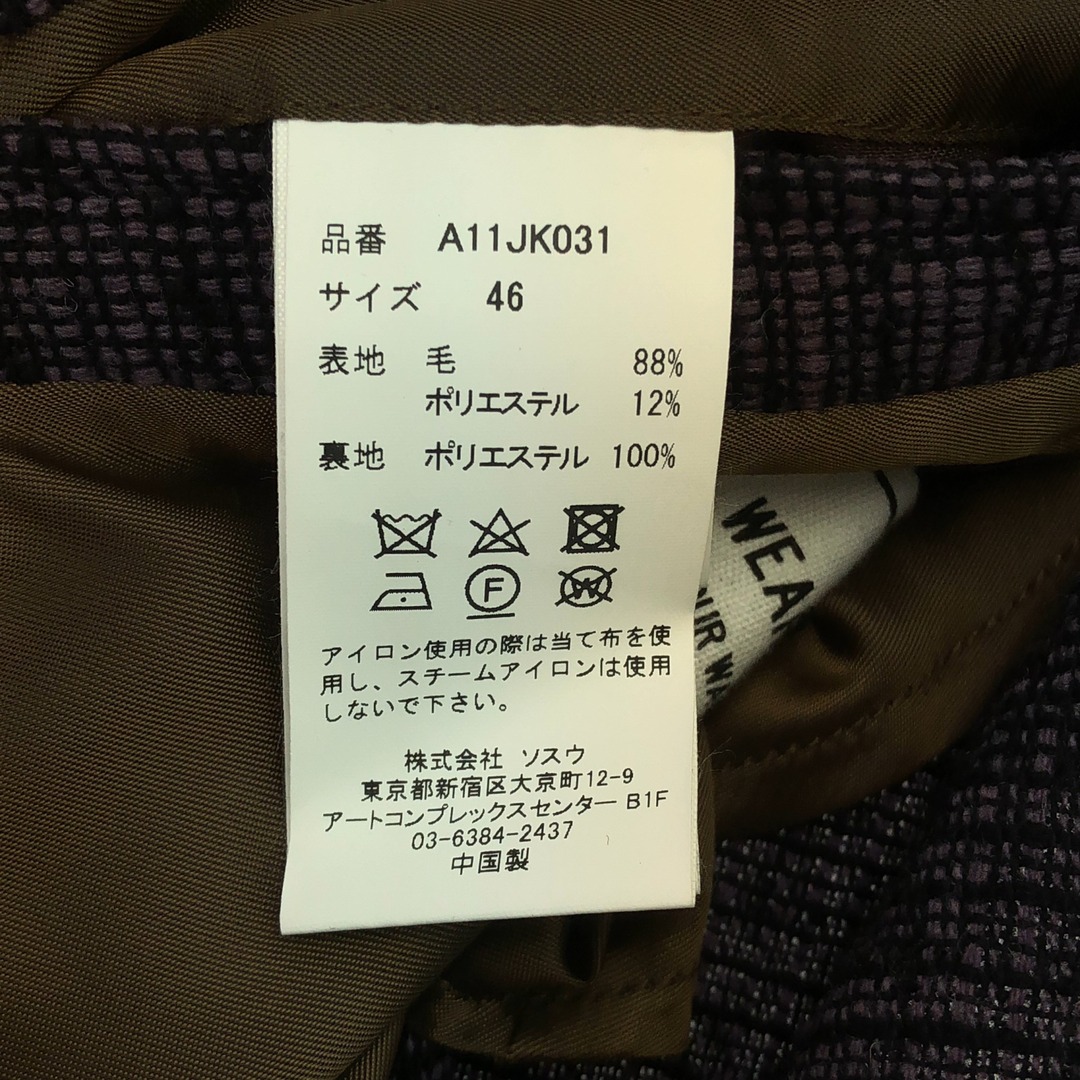 品番 A11JK031
サイズ 46
表地 毛 88%
ポリエステル 12%
裏地 ポリエステル 100%
F
W
アイロン使用の際は当て布を使
用し、スチームアイロンは使用
しないで下さい。
株式会社 ソスウ
東京都新宿区大京町12-9
アートコンプレックスセンター B1F
03-6384-2437
中国製